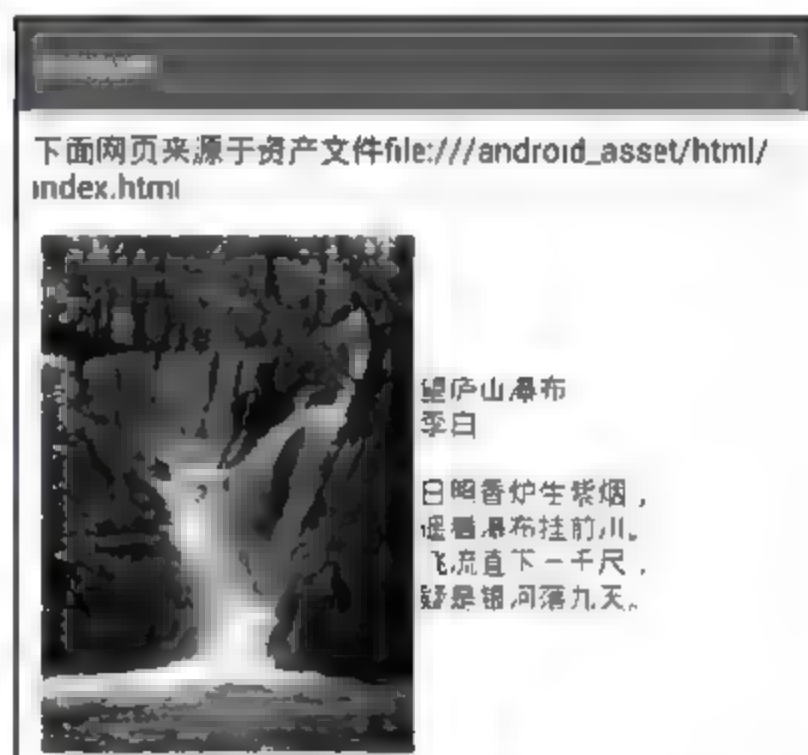 下面网页来源于资产文件file:///android_asset/html/
index.html
望庐山瀑布
李白
日照香炉生紫烟，
遥看瀑布挂前川。
飞流直下一千尺，
疑是银河落九天。